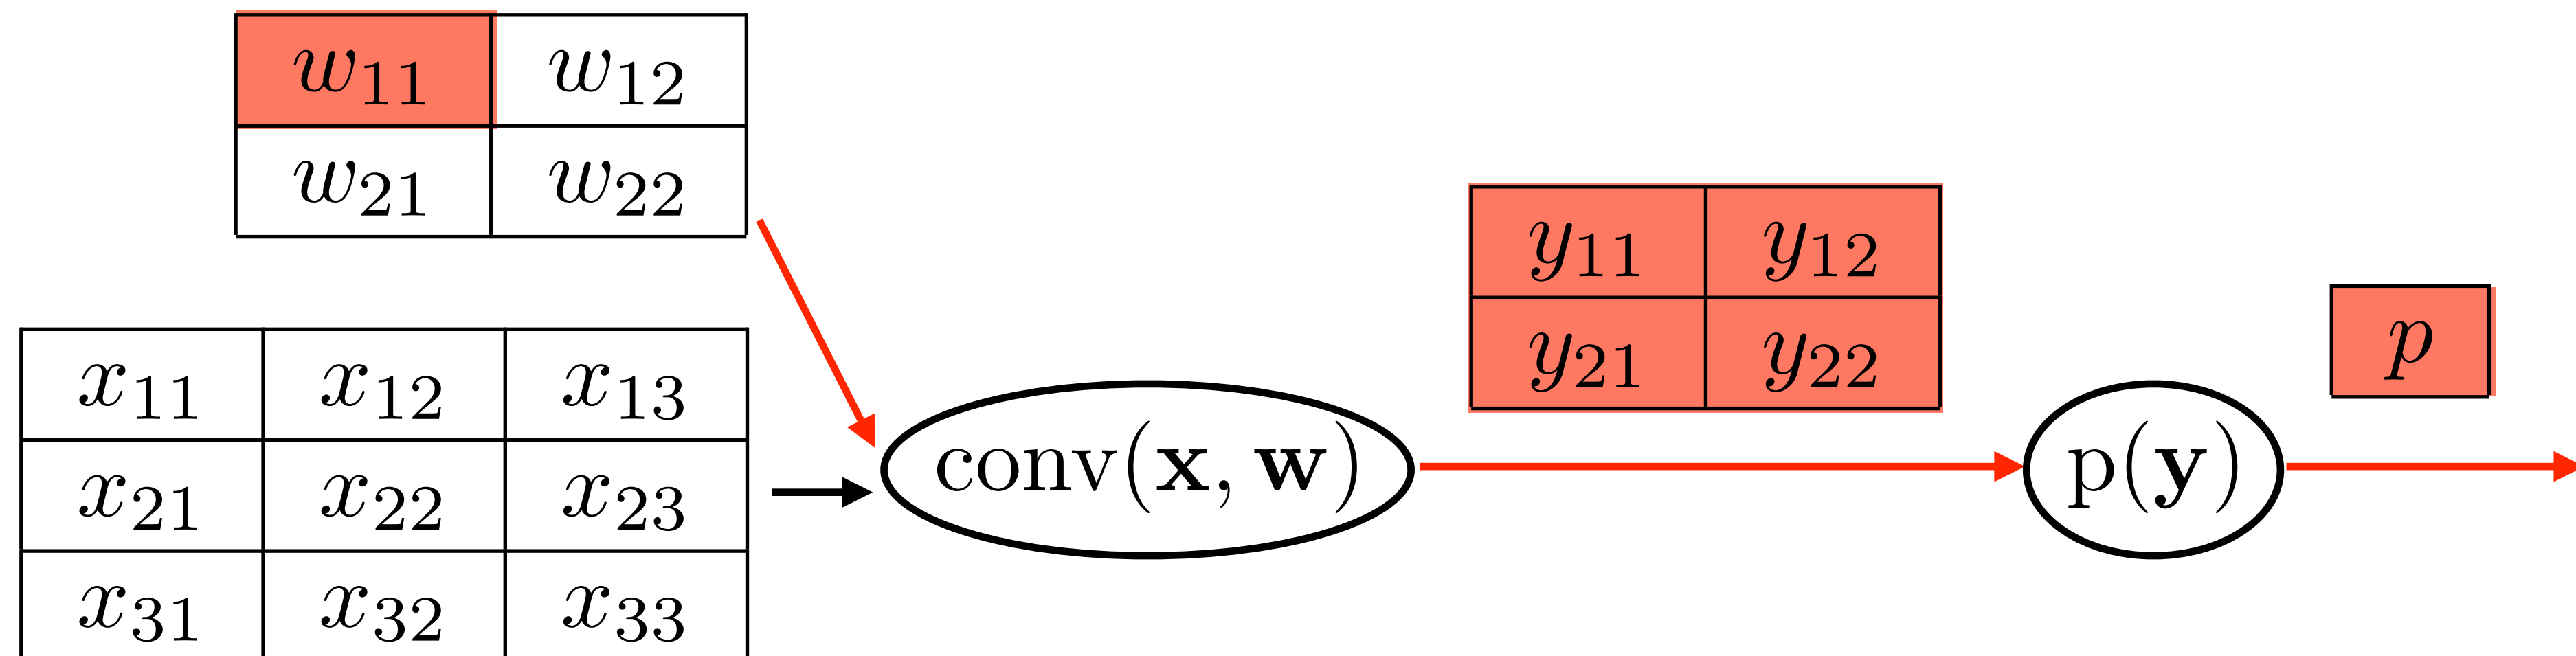 w₁₁ w₁₂
w₂₁ w₂₂
x₁₁ x₁₂ x₁₃
x₂₁ x₂₂ x₂₃
x₃₁ x₃₂ x₃₃
conv(x, w)
y₁₁ y₁₂
y₂₁ y₂₂
p(y)
p